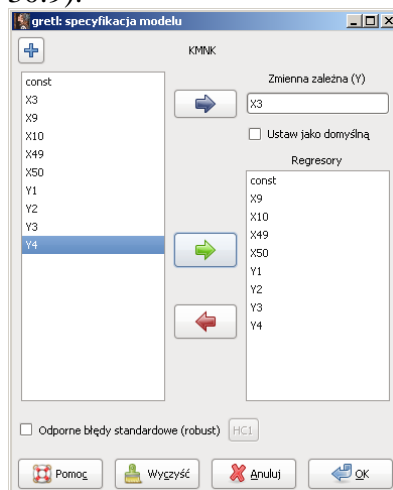 30.9).
gretl: specyfikacja modelu
KMNK
const
X3
X9
X10
X49
X50
Y1
Y2
Y3
Y4
Zmienna zależna (Y)
X3
Ustaw jako domyślną
Regresory
const
X9
X10
X49
X50
Y1
Y2
Y3
Y4
Odporne błędy standardowe (robust) HC1
Pomoc Wyczyść Anuluj OK